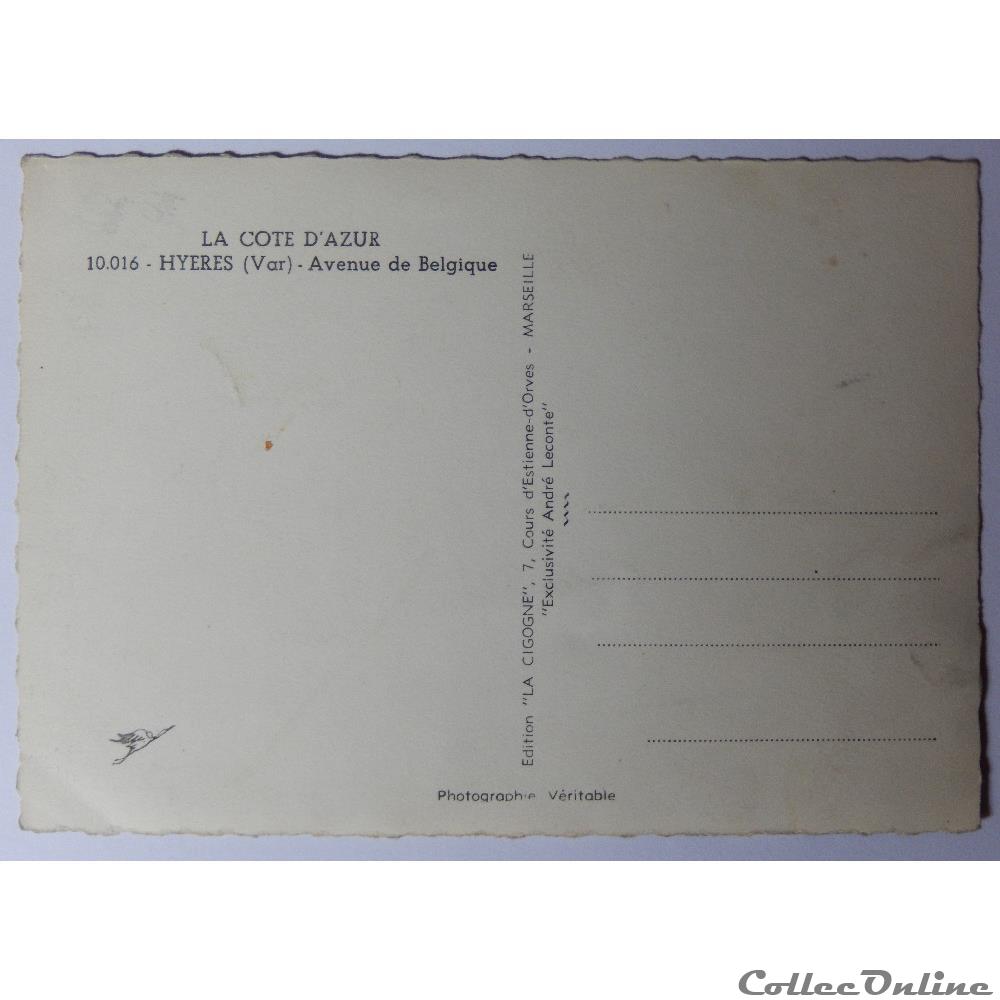 LA COTE D'AZUR
10.016 - HYERES (Var) - Avenue de Belgique
Edition "LA CIGOGNE", 7, Cours d'Estienne-d'Orves - MARSEILLE
"Exclusivité André Leconte"
Photographie Véritable
CollecOnline